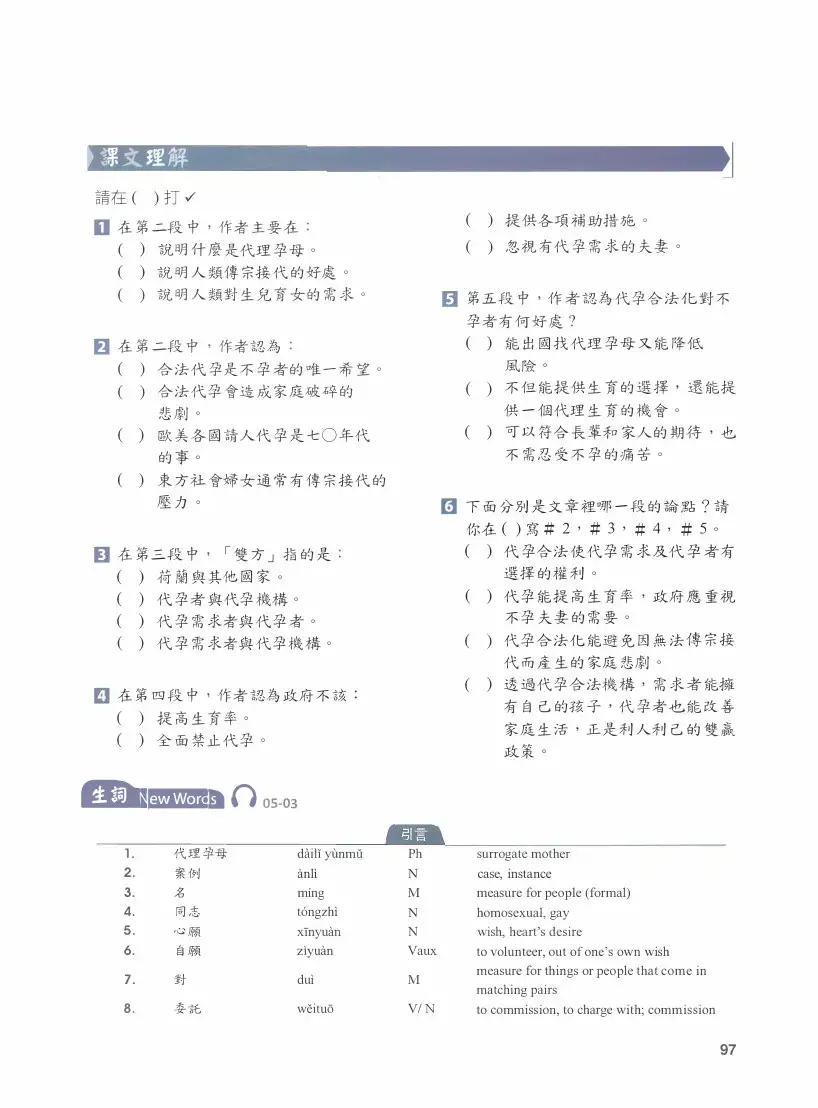 課文理解
請在 (　) 打 ✓
1 在第二段中，作者主要在：
(　) 說明什麼是代理孕母。
(　) 說明人類傳宗接代的好處。
(　) 說明人類對生兒育女的需求。
2 在第二段中，作者認為：
(　) 合法代孕是不孕者的唯一希望。
(　) 合法代孕會造成家庭破碎的
悲劇。
(　) 歐美各國請人代孕是七〇年代
的事。
(　) 東方社會婦女通常有傳宗接代的
壓力。
3 在第三段中，「雙方」指的是：
(　) 荷蘭與其他國家。
(　) 代孕者與代孕機構。
(　) 代孕需求者與代孕者。
(　) 代孕需求者與代孕機構。
4 在第四段中，作者認為政府不該：
(　) 提高生育率。
(　) 全面禁止代孕。
(　) 提供各項補助措施。
(　) 忽視有代孕需求的夫妻。
5 第五段中，作者認為代孕合法化對不
孕者有何好處？
(　) 能出國找代理孕母又能降低
風險。
(　) 不但能提供生育的選擇，還能提
供一個代理生育的機會。
(　) 可以符合長輩和家人的期待，也
不需忍受不孕的痛苦。
6 下面分別是文章裡哪一段的論點？請
你在 (　) 寫＃2，＃3，＃4，＃5。
(　) 代孕合法使代孕需求及代孕者有
選擇的權利。
(　) 代孕能提高生育率，政府應重視
不孕夫妻的需要。
(　) 代孕合法化能避免因無法傳宗接
代而產生的家庭悲劇。
(　) 透過代孕合法機構，需求者能擁
有自己的孩子，代孕者也能改善
家庭生活，正是利人利己的雙贏
政策。
生詞 New Words 05-03
引言
1. 代理孕母 dàilǐ yùnmǔ Ph surrogate mother
2. 案例 ànlì N case, instance
3. 名 míng M measure for people (formal)
4. 同志 tóngzhì N homosexual, gay
5. 心願 xīnyuàn N wish, heart's desire
6. 自願 zìyuàn Vaux to volunteer, out of one's own wish
7. 對 duì M measure for things or people that come in
matching pairs
8. 委託 wěituō V/ N to commission, to charge with; commission
97